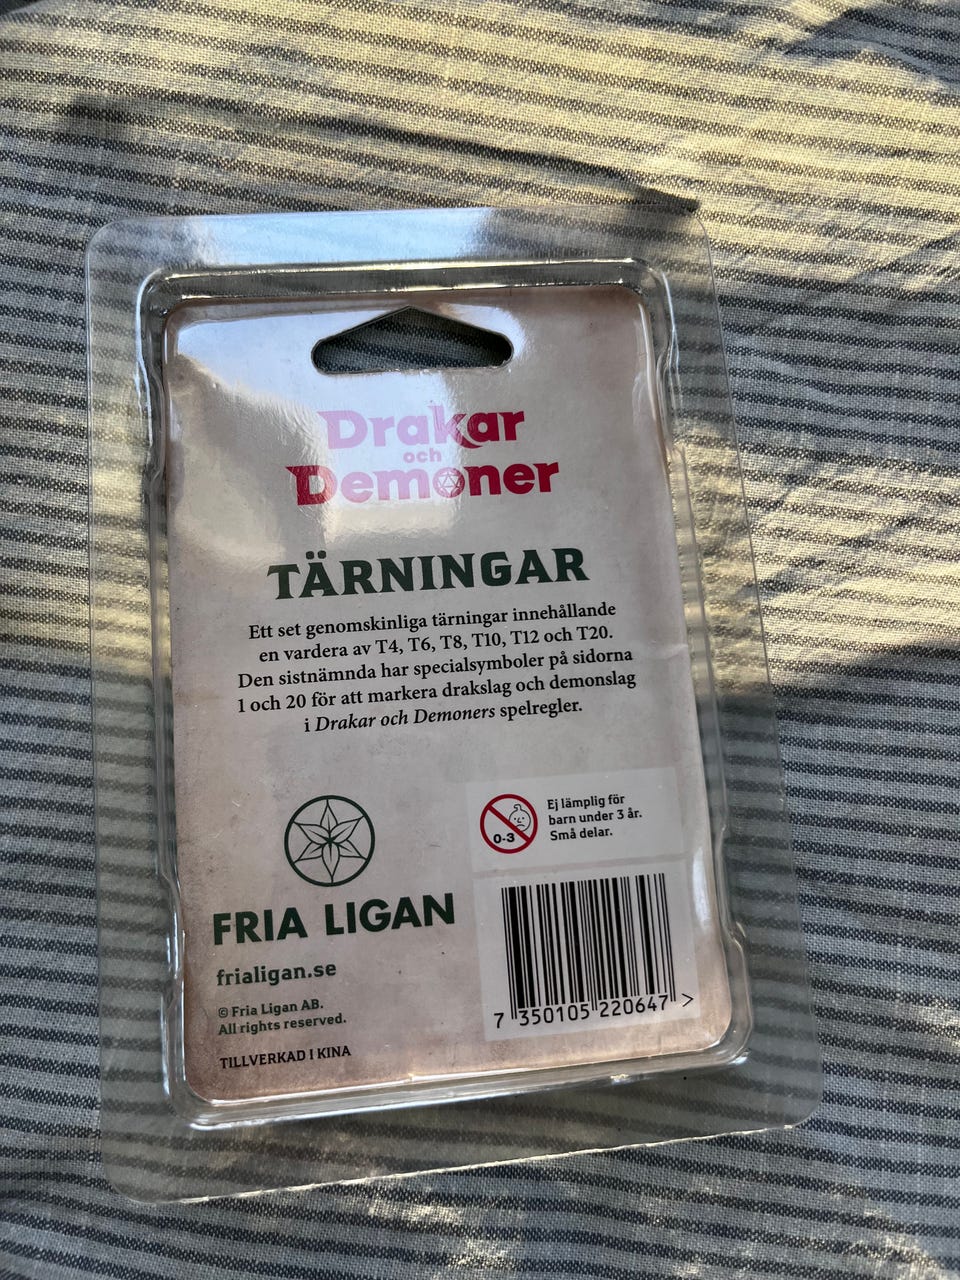 Drakar
och
Demoner
TÄRNINGAR
Ett set genomskinliga tärningar innehållande
en vardera av T4, T6, T8, T10, T12 och T20.
Den sistnämnda har specialsymboler på sidorna
1 och 20 för att markera drakslag och demonslag
i Drakar och Demoners spelregler.
0-3
Ej lämplig för
barn under 3 år.
Små delar.
FRIA LIGAN
frialigan.se
© Fria Ligan AB.
All rights reserved.
TILLVERKAD I KINA
7 350105 220647 >